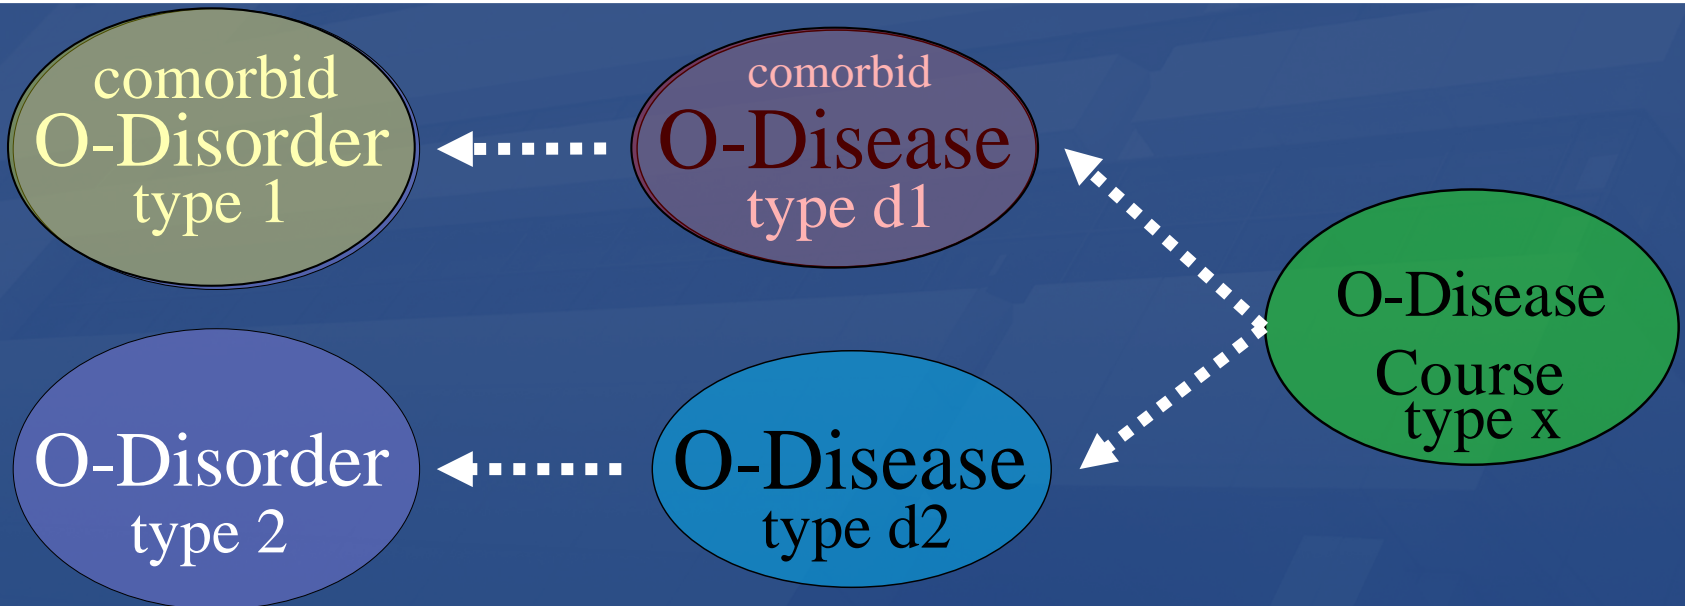 comorbid
O-Disorder
type 1
comorbid
O-Disease
type d1
O-Disease
Course
type x
O-Disorder
type 2
O-Disease
type d2